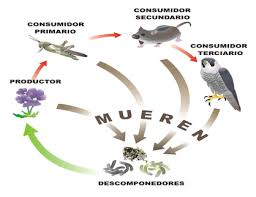 CONSUMIDOR
SECUNDARIO
CONSUMIDOR
PRIMARIO
CONSUMIDOR
TERCIARIO
PRODUCTOR
MUEREN
DESCOMPONEDORES